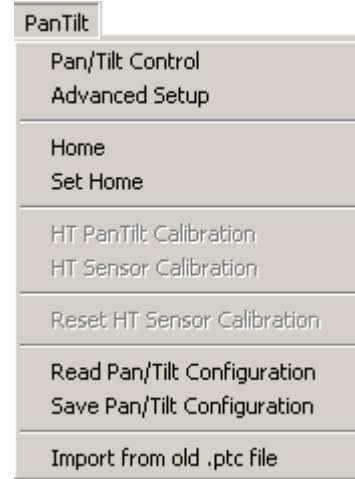 PanTilt
Pan/Tilt Control
Advanced Setup
Home
Set Home
HT PanTilt Calibration
HT Sensor Calibration
Reset HT Sensor Calibration
Read Pan/Tilt Configuration
Save Pan/Tilt Configuration
Import from old .ptc file